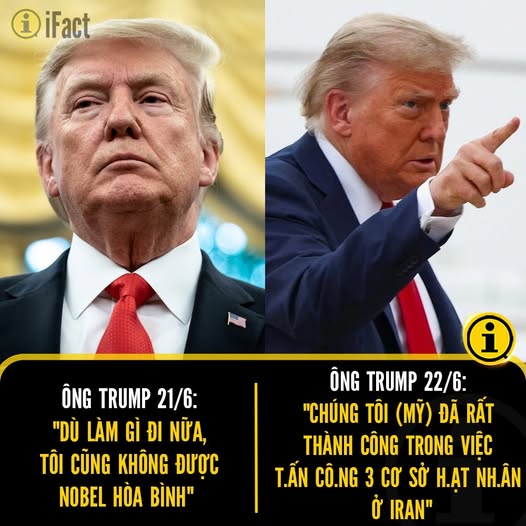 iFact
ÔNG TRUMP 21/6:
"DÙ LÀM GÌ ĐI NỮA,
TÔI CŨNG KHÔNG ĐƯỢC
NOBEL HÒA BÌNH"
ÔNG TRUMP 22/6:
"CHÚNG TÔI (MỸ) ĐÃ RẤT
THÀNH CÔNG TRONG VIỆC
T.ẤN CÔ.NG 3 CƠ SỞ H.ẠT NH.ÂN
Ở IRAN"